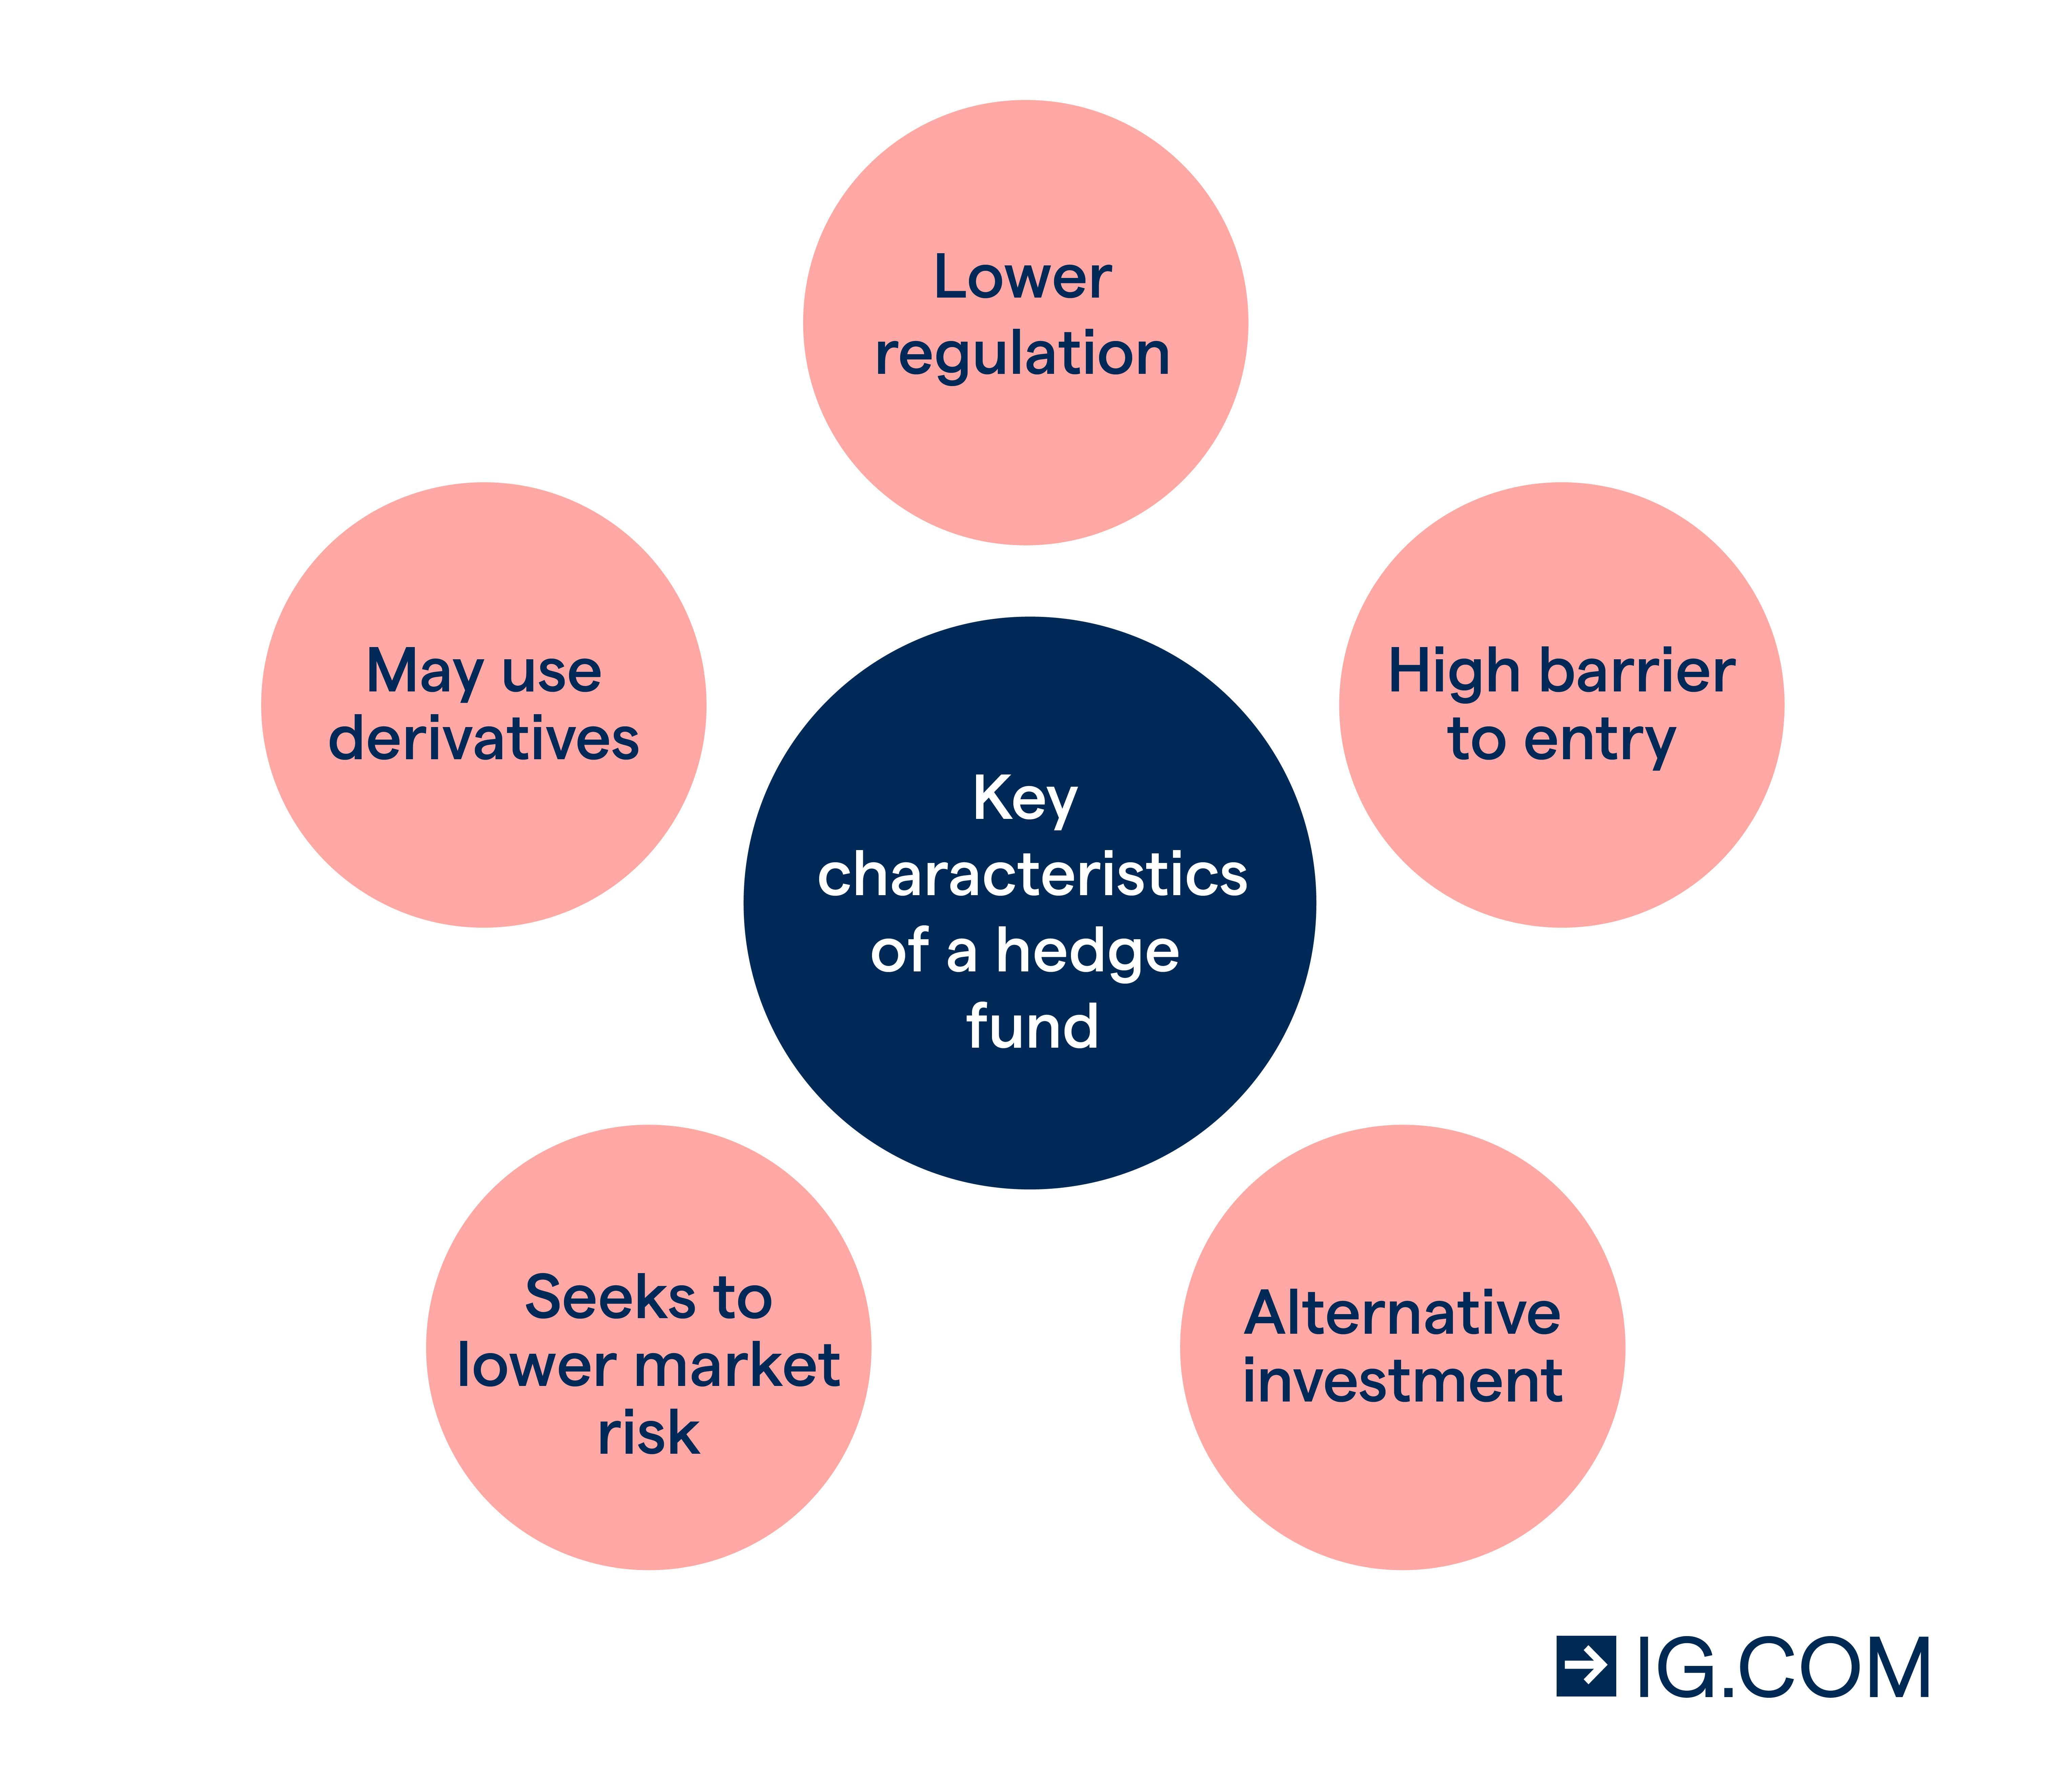 Lower
regulation
May use
derivatives
High barrier
to entry
Key
characteristics
of a hedge
fund
Seeks to
lower market
risk
Alternative
investment
IG.COM